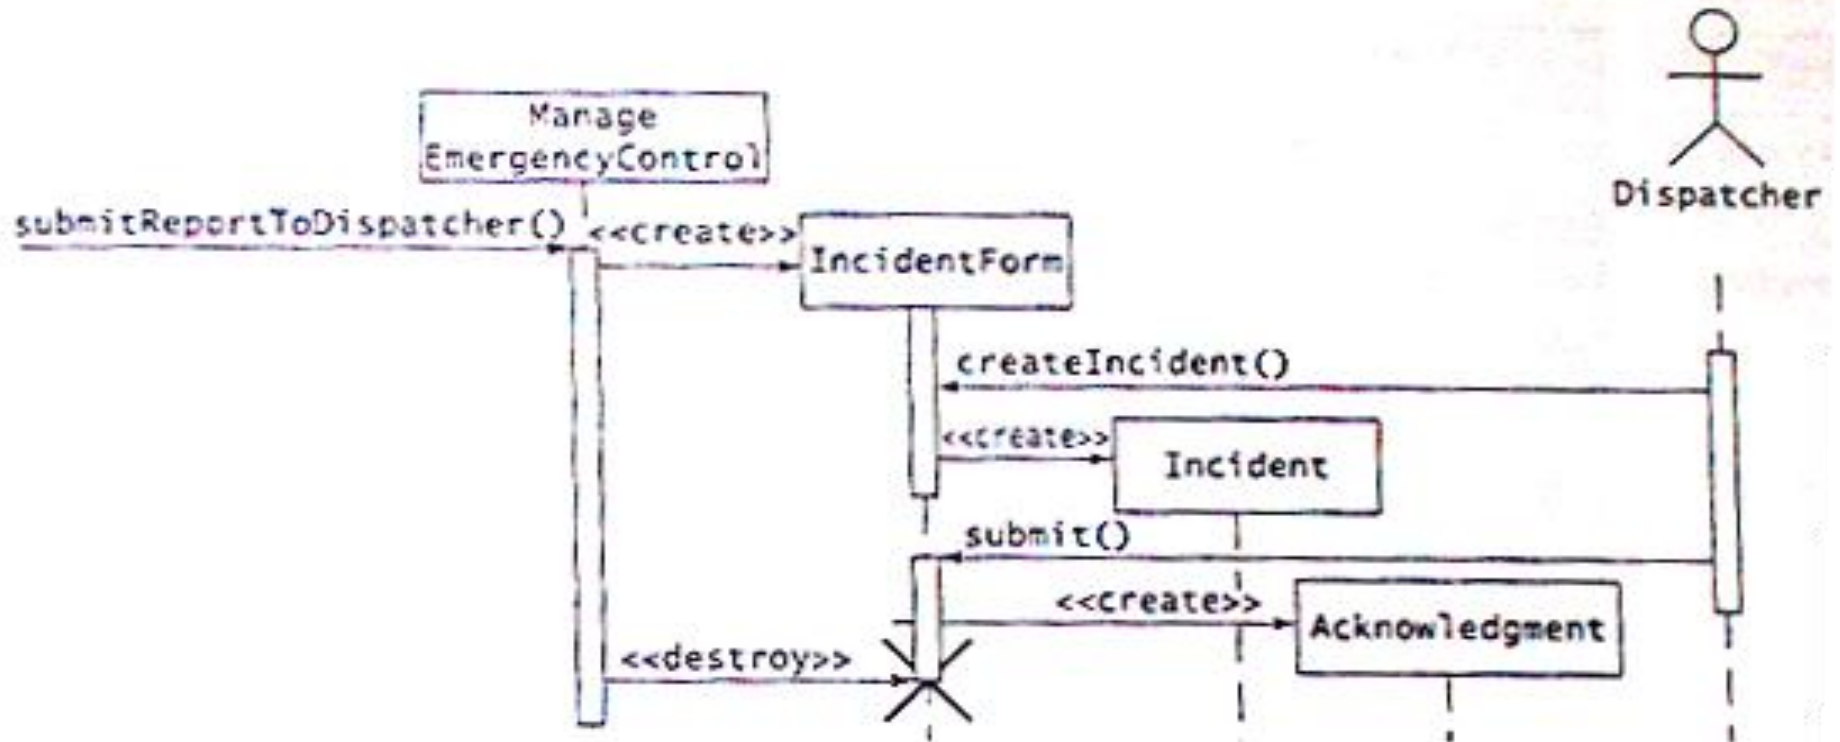 Manage
EmergencyControl
Dispatcher
submitReportToDispatcher()
<<create>>
IncidentForm
createIncident()
<<create>>
Incident
submit()
<<create>>
Acknowledgment
<<destroy>>